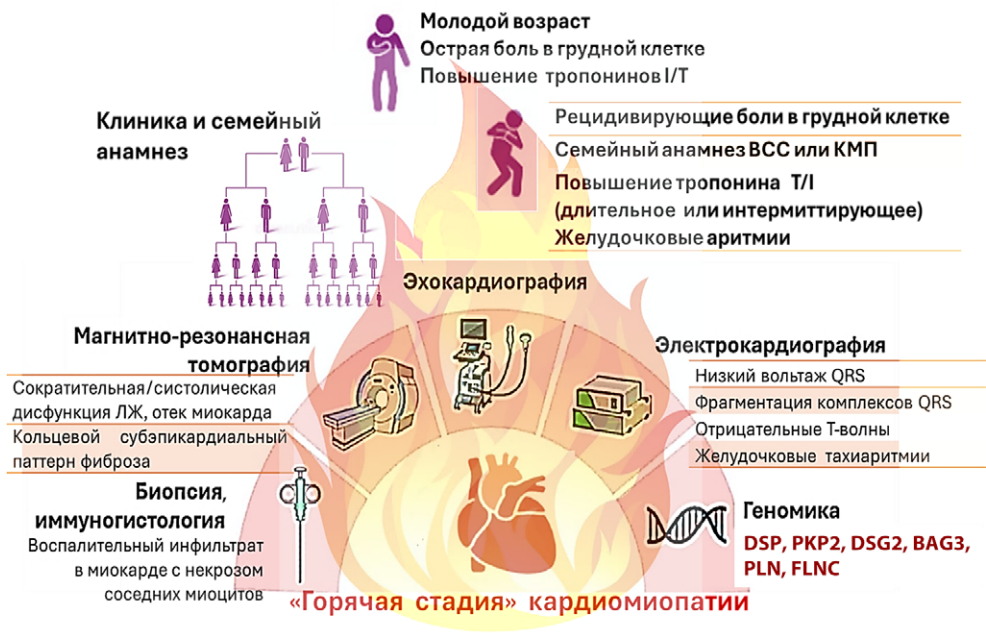 Молодой возраст
Острая боль в грудной клетке
Повышение тропонинов I/T
Клиника и семейный
анамнез
Рецидивирующие боли в грудной клетке
Семейный анамнез ВСС или КМП
Повышение тропонина T/I
(длительное или интермиттирующее)
Желудочковые аритмии
Эхокардиография
Магнитно-резонансная
томография
Сократительная/систолическая
дисфункция ЛЖ, отек миокарда
Кольцевой субэпикардиальный
паттерн фиброза
Электрокардиография
Низкий вольтаж QRS
Фрагментация комплексов QRS
Отрицательные Т-волны
Желудочковые тахиаритмии
Биопсия,
иммуногистология
Воспалительный инфильтрат
в миокарде с некрозом
соседних миоцитов
Геномика
DSP, PKP2, DSG2, BAG3,
PLN, FLNC
«Горячая стадия» кардиомиопатии